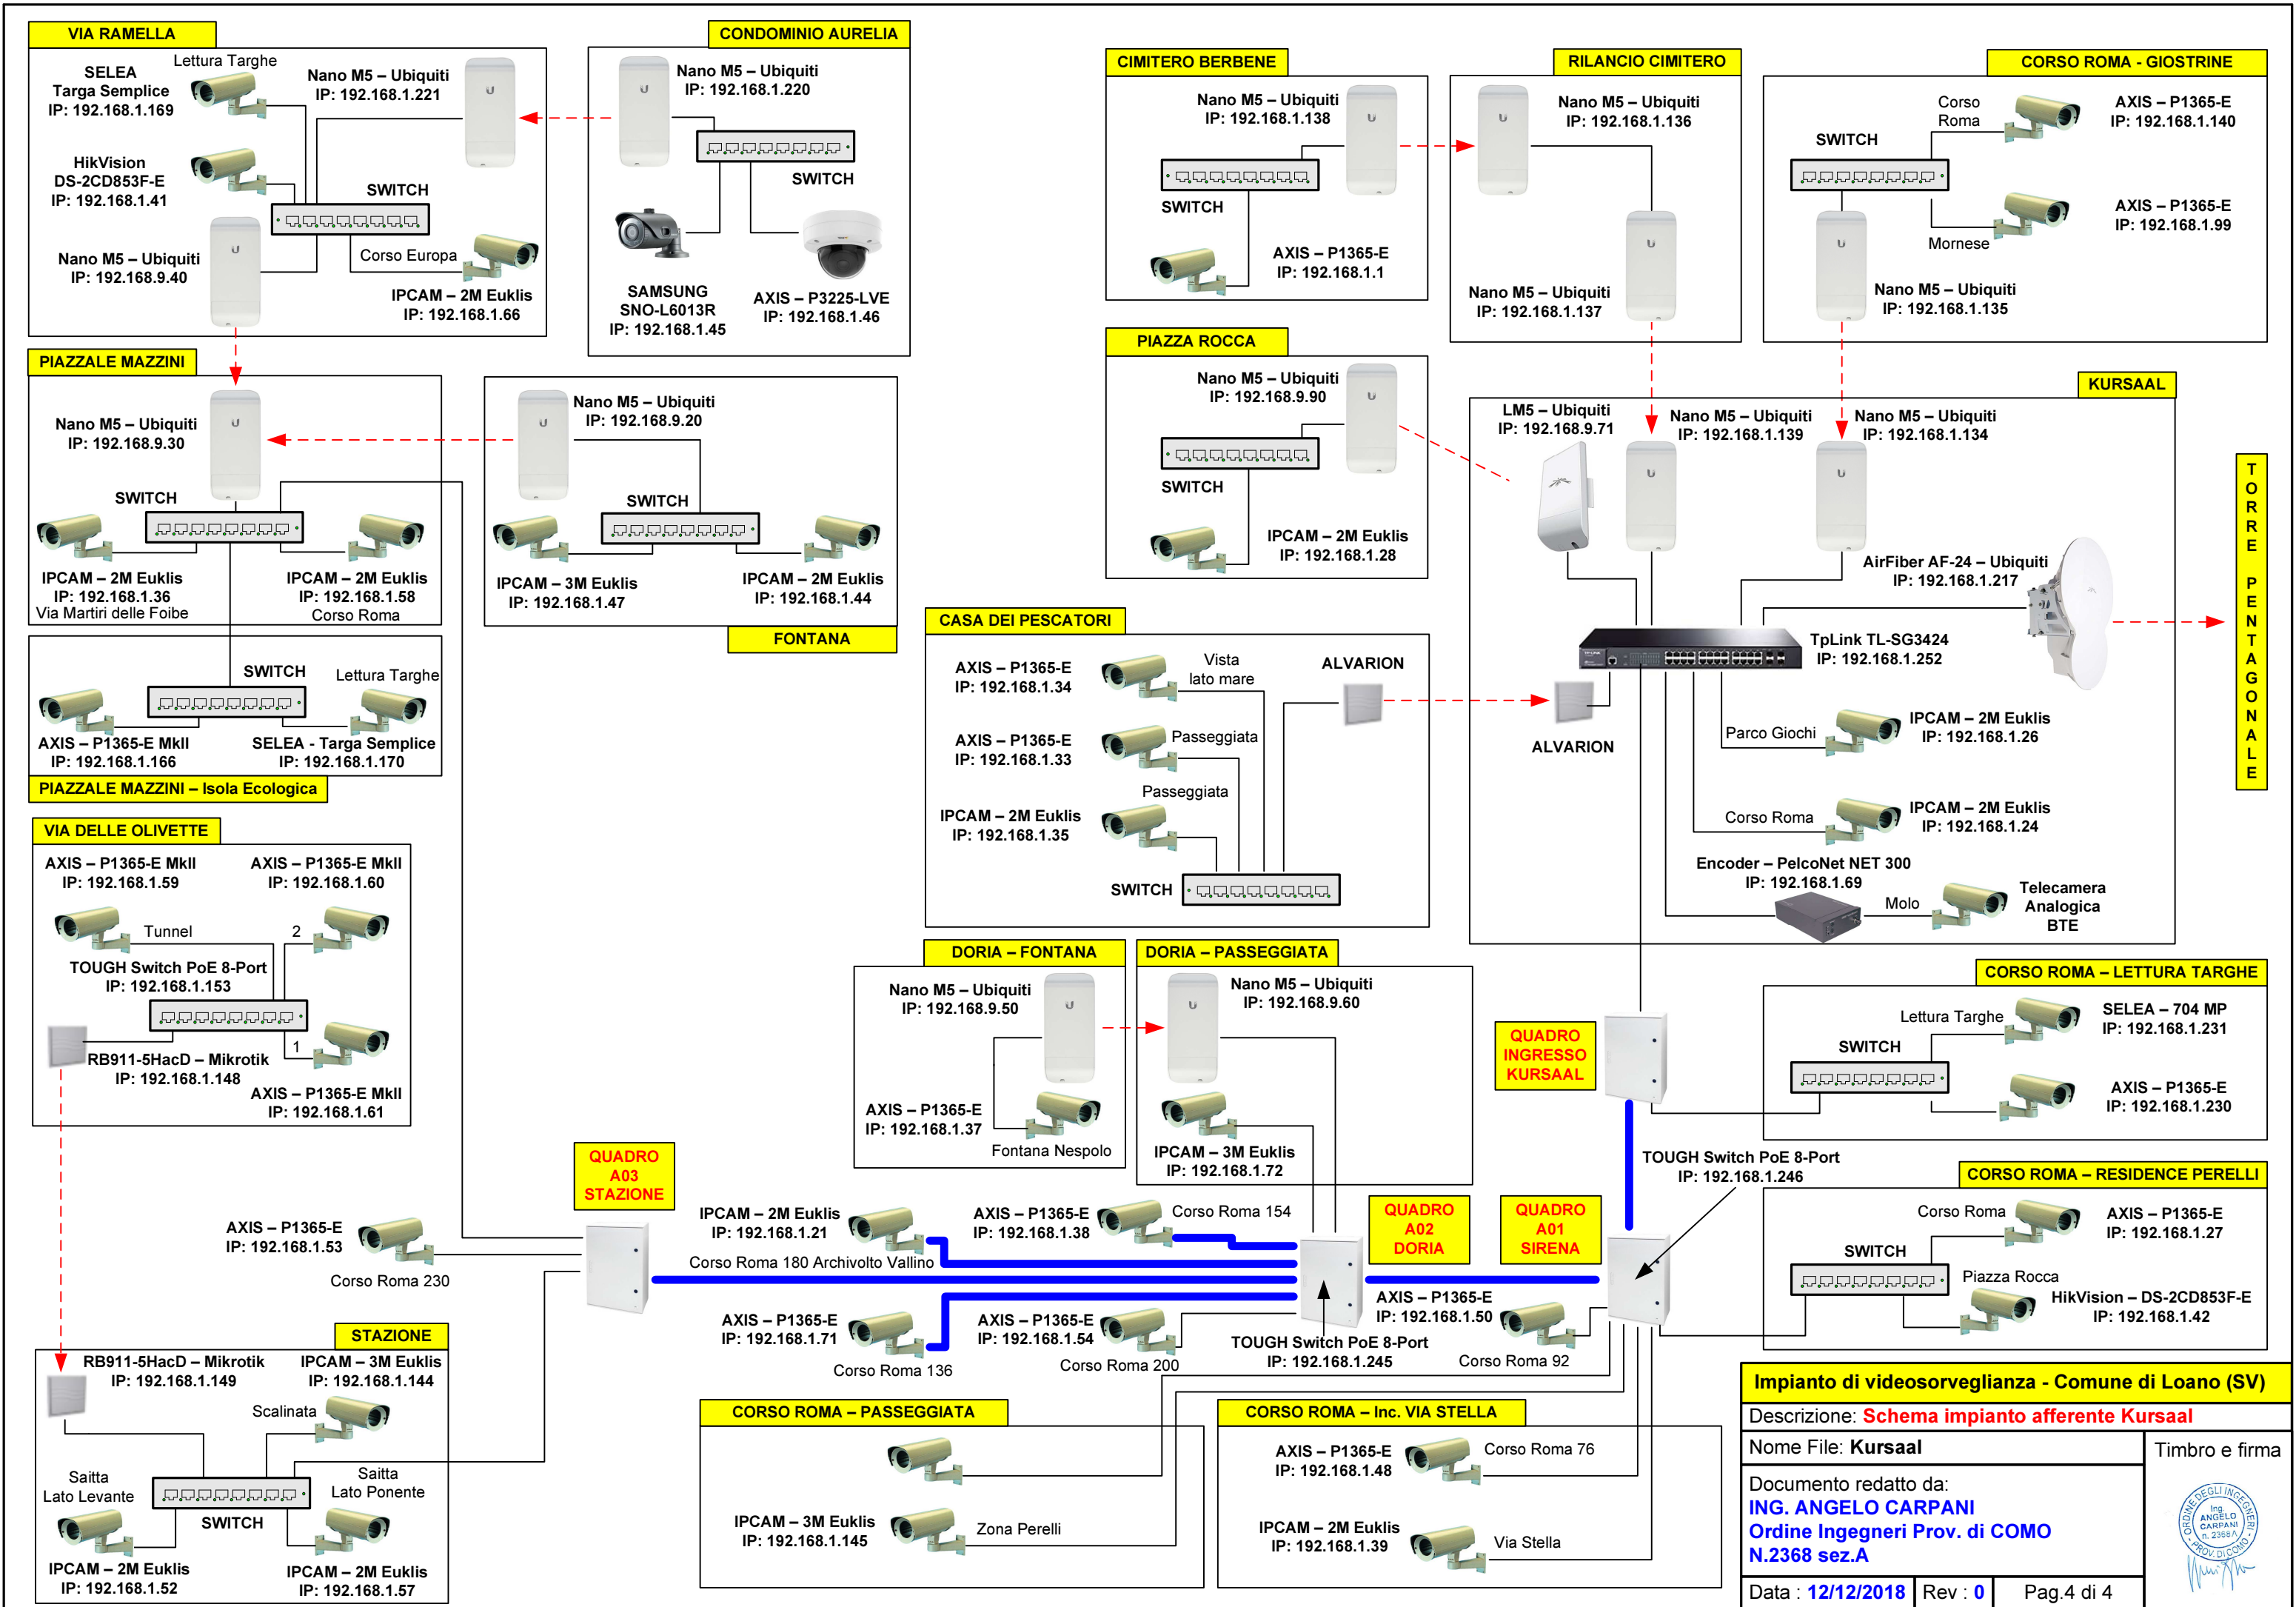 VIA RAMELLA
SELEA
Targa Semplice
IP: 192.168.1.169
Lettura Targhe
Nano M5 – Ubiquiti
IP: 192.168.1.221
HikVision
DS-2CD853F-E
IP: 192.168.1.41
SWITCH
Nano M5 – Ubiquiti
IP: 192.168.9.40
Corso Europa
IPCAM – 2M Euklis
IP: 192.168.1.66
CONDOMINIO AURELIA
Nano M5 – Ubiquiti
IP: 192.168.1.220
SWITCH
SAMSUNG
SNO-L6013R
IP: 192.168.1.45
AXIS – P3225-LVE
IP: 192.168.1.46
CIMITERO BERBENE
Nano M5 – Ubiquiti
IP: 192.168.1.138
SWITCH
AXIS – P1365-E
IP: 192.168.1.1
RILANCIO CIMITERO
Nano M5 – Ubiquiti
IP: 192.168.1.136
Nano M5 – Ubiquiti
IP: 192.168.1.137
CORSO ROMA - GIOSTRINE
Corso
Roma
AXIS – P1365-E
IP: 192.168.1.140
SWITCH
AXIS – P1365-E
IP: 192.168.1.99
Mornese
Nano M5 – Ubiquiti
IP: 192.168.1.135
PIAZZALE MAZZINI
Nano M5 – Ubiquiti
IP: 192.168.9.30
SWITCH
IPCAM – 2M Euklis
IP: 192.168.1.36
Via Martiri delle Foibe
IPCAM – 2M Euklis
IP: 192.168.1.58
Corso Roma
Nano M5 – Ubiquiti
IP: 192.168.9.20
SWITCH
IPCAM – 3M Euklis
IP: 192.168.1.47
IPCAM – 2M Euklis
IP: 192.168.1.44
FONTANA
PIAZZA ROCCA
Nano M5 – Ubiquiti
IP: 192.168.9.90
SWITCH
IPCAM – 2M Euklis
IP: 192.168.1.28
KURSAAL
LM5 – Ubiquiti
IP: 192.168.9.71
Nano M5 – Ubiquiti
IP: 192.168.1.139
Nano M5 – Ubiquiti
IP: 192.168.1.134
AirFiber AF-24 – Ubiquiti
IP: 192.168.1.217
TpLink TL-SG3424
IP: 192.168.1.252
ALVARION
Parco Giochi
IPCAM – 2M Euklis
IP: 192.168.1.26
Corso Roma
IPCAM – 2M Euklis
IP: 192.168.1.24
Encoder – PelcoNet NET 300
IP: 192.168.1.69
Molo
Telecamera
Analogica
BTE
TORRE PENTAGONALE
SWITCH
Lettura Targhe
AXIS – P1365-E MkII
IP: 192.168.1.166
SELEA - Targa Semplice
IP: 192.168.1.170
PIAZZALE MAZZINI – Isola Ecologica
CASA DEI PESCATORI
AXIS – P1365-E
IP: 192.168.1.34
Vista
lato mare
ALVARION
AXIS – P1365-E
IP: 192.168.1.33
Passeggiata
Passeggiata
IPCAM – 2M Euklis
IP: 192.168.1.35
SWITCH
VIA DELLE OLIVETTE
AXIS – P1365-E MkII
IP: 192.168.1.59
AXIS – P1365-E MkII
IP: 192.168.1.60
Tunnel
2
TOUGH Switch PoE 8-Port
IP: 192.168.1.153
1
RB911-5HacD – Mikrotik
IP: 192.168.1.148
AXIS – P1365-E MkII
IP: 192.168.1.61
DORIA – FONTANA
Nano M5 – Ubiquiti
IP: 192.168.9.50
AXIS – P1365-E
IP: 192.168.1.37
Fontana Nespolo
DORIA – PASSEGGIATA
Nano M5 – Ubiquiti
IP: 192.168.9.60
IPCAM – 3M Euklis
IP: 192.168.1.72
QUADRO
INGRESSO
KURSAAL
CORSO ROMA – LETTURA TARGHE
Lettura Targhe
SELEA – 704 MP
IP: 192.168.1.231
SWITCH
AXIS – P1365-E
IP: 192.168.1.230
TOUGH Switch PoE 8-Port
IP: 192.168.1.246
CORSO ROMA – RESIDENCE PERELLI
Corso Roma
AXIS – P1365-E
IP: 192.168.1.27
SWITCH
Piazza Rocca
HikVision – DS-2CD853F-E
IP: 192.168.1.42
QUADRO
A03
STAZIONE
AXIS – P1365-E
IP: 192.168.1.53
Corso Roma 230
IPCAM – 2M Euklis
IP: 192.168.1.21
Corso Roma 180 Archivolto Vallino
AXIS – P1365-E
IP: 192.168.1.38
Corso Roma 154
QUADRO
A02
DORIA
QUADRO
A01
SIRENA
AXIS – P1365-E
IP: 192.168.1.71
Corso Roma 136
AXIS – P1365-E
IP: 192.168.1.54
Corso Roma 200
AXIS – P1365-E
IP: 192.168.1.50
Corso Roma 92
TOUGH Switch PoE 8-Port
IP: 192.168.1.245
STAZIONE
RB911-5HacD – Mikrotik
IP: 192.168.1.149
IPCAM – 3M Euklis
IP: 192.168.1.144
Scalinata
Saitta
Lato Levante
Saitta
Lato Ponente
SWITCH
IPCAM – 2M Euklis
IP: 192.168.1.52
IPCAM – 2M Euklis
IP: 192.168.1.57
CORSO ROMA – PASSEGGIATA
IPCAM – 3M Euklis
IP: 192.168.1.145
Zona Perelli
CORSO ROMA – Inc. VIA STELLA
AXIS – P1365-E
IP: 192.168.1.48
Corso Roma 76
IPCAM – 2M Euklis
IP: 192.168.1.39
Via Stella
Impianto di videosorveglianza - Comune di Loano (SV)
Descrizione: Schema impianto afferente Kursaal
Nome File: Kursaal
Timbro e firma
Documento redatto da:
ING. ANGELO CARPANI
Ordine Ingegneri Prov. di COMO
N.2368 sez.A
ORDINE DEGLI INGEGNERI
Ing.
ANGELO
CARPANI
n. 2368 A
PROV. DI COMO
Data : 12/12/2018
Rev : 0
Pag.4 di 4